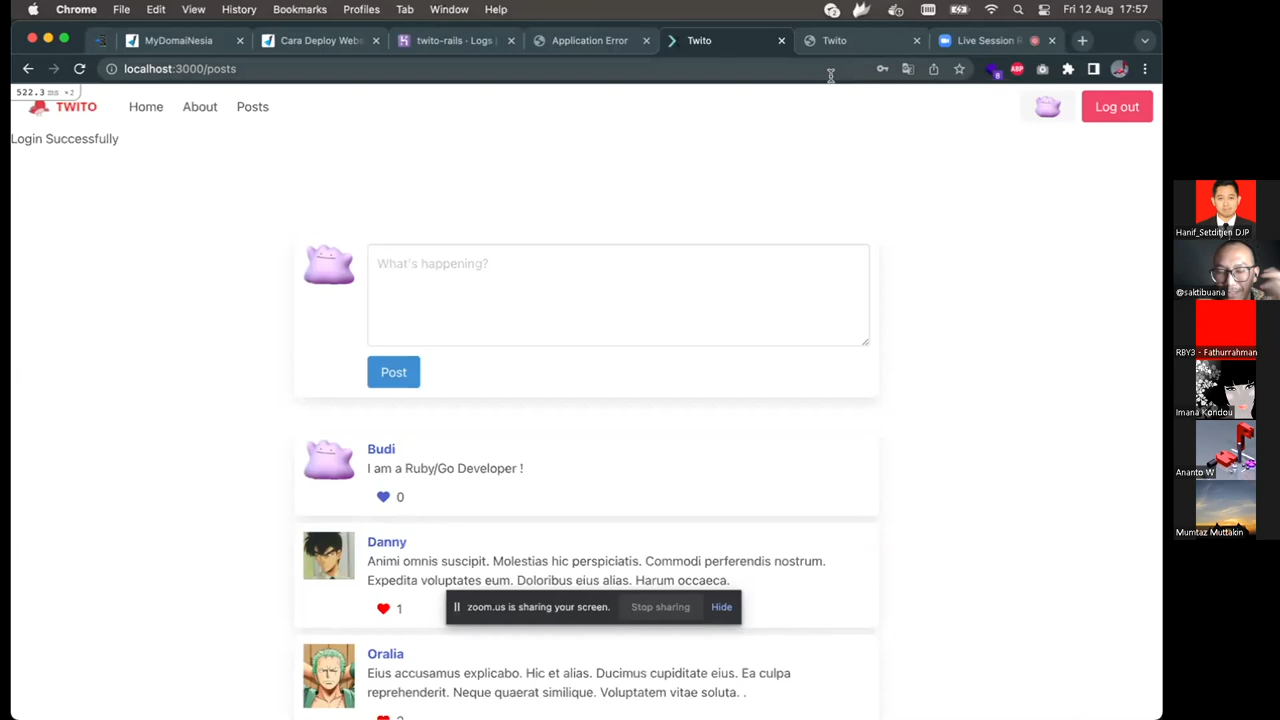 Chrome File Edit View History Bookmarks Profiles Tab Window Help Fri 12 Aug 17:57
MyDomaiNesia Cara Deploy Webs twito-rails · Logs | Application Error Twito Twito Live Session R
localhost:3000/posts
522.3 ms ×2
TWITO Home About Posts Log out
Login Successfully
What's happening?
Post
Budi
I am a Ruby/Go Developer !
0
Danny
Animi omnis suscipit. Molestias hic perspiciatis. Commodi perferendis nostrum.
Expedita voluptates eum. Doloribus eius alias. Harum occaeca.
1
zoom.us is sharing your screen. Stop sharing Hide
Oralia
Eius accusamus explicabo. Hic et alias. Ducimus cupiditate eius. Ea culpa
reprehenderit. Neque quaerat similique. Voluptatem vitae soluta. .
Hanif_Setditjen DJP
@saktibuana
RBY3 - Fathurrahman
Imana Kondou
Ananto W
Mumtaz Muttakin